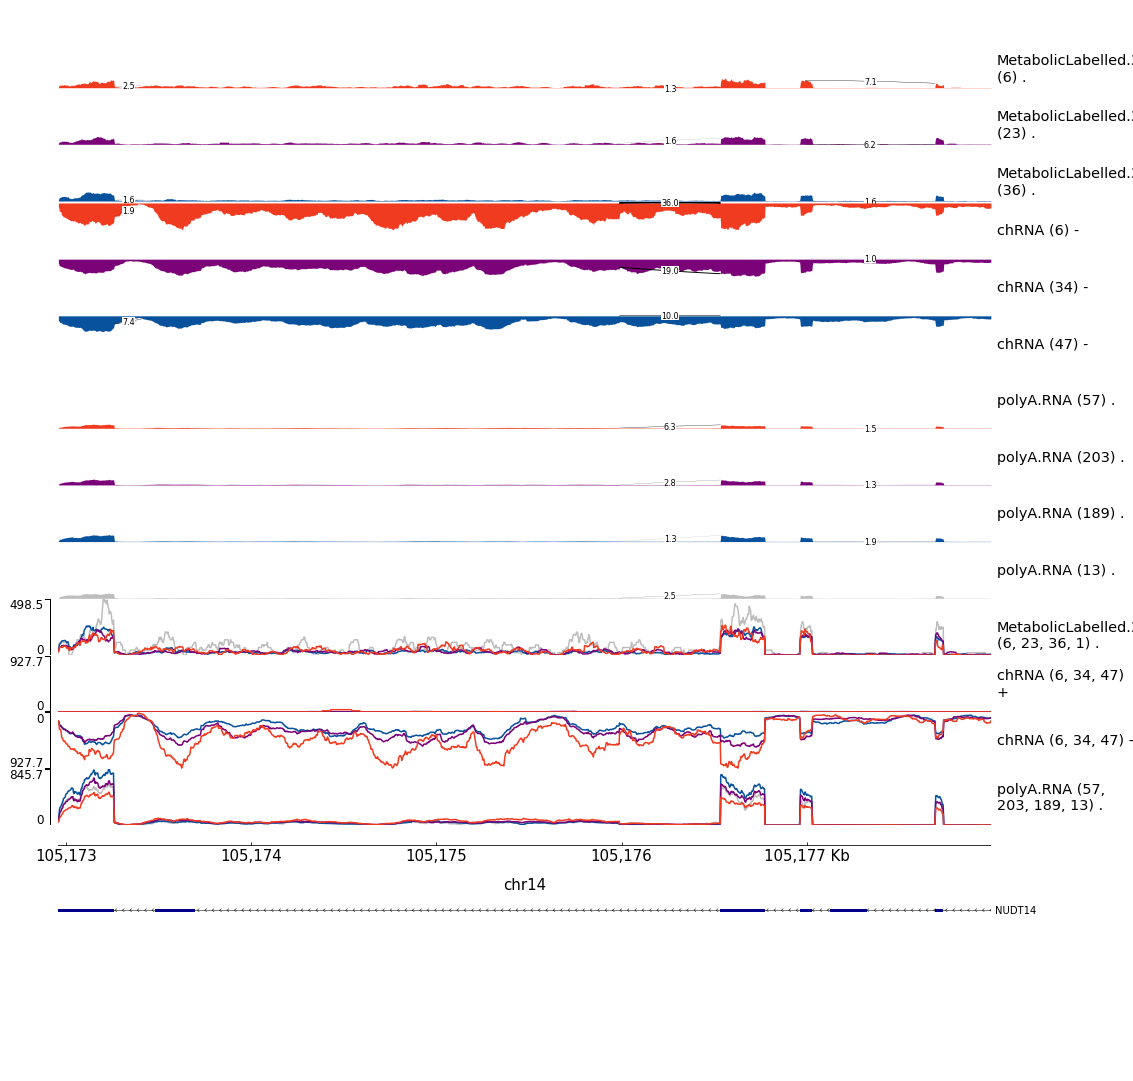 MetabolicLabelled.3
(6) .
2.5
1.3
7.1
MetabolicLabelled.3
(23) .
1.6
6.2
MetabolicLabelled.3
(36) .
1.6
1.6
1.9
36.0
chRNA (6) -
1.0
19.0
chRNA (34) -
7.4
10.0
chRNA (47) -
polyA.RNA (57) .
6.3
1.5
polyA.RNA (203) .
2.8
1.3
polyA.RNA (189) .
1.3
1.9
polyA.RNA (13) .
2.5
498.5
0
MetabolicLabelled.3
(6, 23, 36, 1) .
927.7
0
chRNA (6, 34, 47)
+
0
927.7
chRNA (6, 34, 47) -
845.7
0
polyA.RNA (57,
203, 189, 13) .
105,173 105,174 105,175 105,176 105,177 Kb
chr14
NUDT14